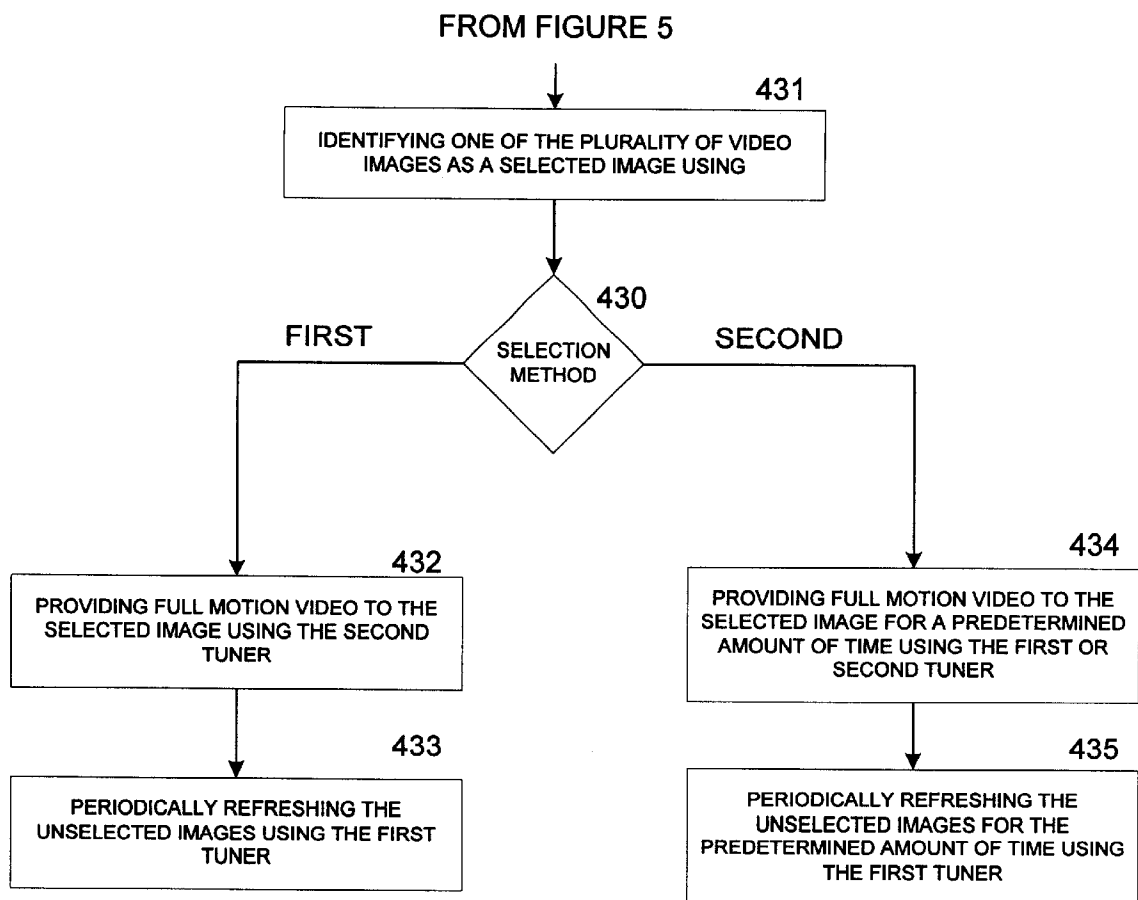 FROM FIGURE 5
431
IDENTIFYING ONE OF THE PLURALITY OF VIDEO
IMAGES AS A SELECTED IMAGE USING
430
FIRST
SELECTION
METHOD
SECOND
432
PROVIDING FULL MOTION VIDEO TO THE
SELECTED IMAGE USING THE SECOND
TUNER
433
PERIODICALLY REFRESHING THE
UNSELECTED IMAGES USING THE FIRST
TUNER
434
PROVIDING FULL MOTION VIDEO TO THE
SELECTED IMAGE FOR A PREDETERMINED
AMOUNT OF TIME USING THE FIRST OR
SECOND TUNER
435
PERIODICALLY REFRESHING THE
UNSELECTED IMAGES FOR THE
PREDETERMINED AMOUNT OF TIME USING
THE FIRST TUNER